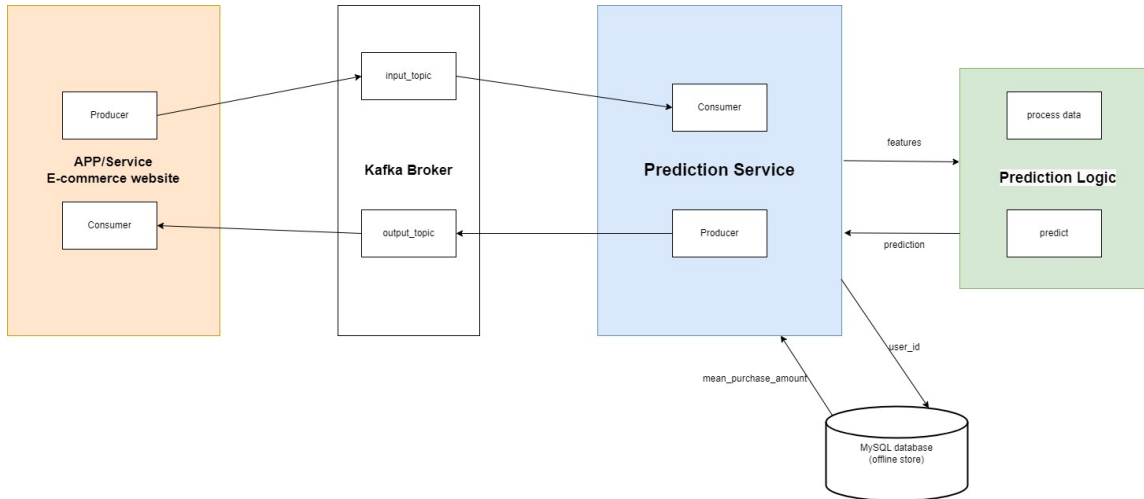 Producer
APP/Service
E-commerce website
Consumer
input_topic
Kafka Broker
output_topic
Consumer
Prediction Service
Producer
features
prediction
process data
Prediction Logic
predict
user_id
mean_purchase_amount
MySQL database
(offline store)